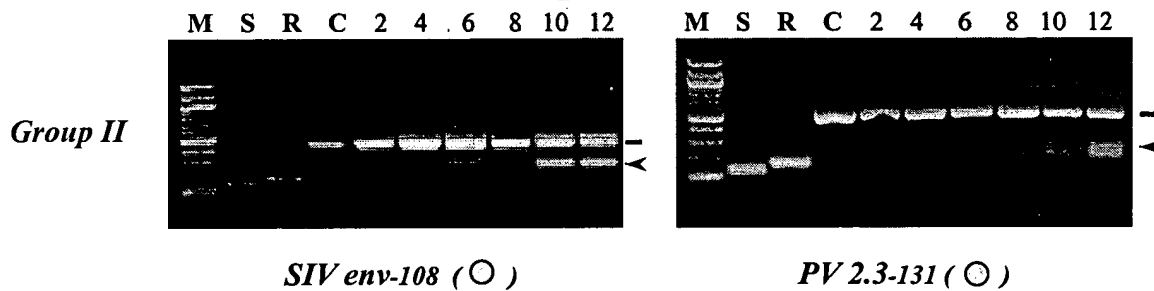 M S R C 2 4 6 8 10 12
M S R C 2 4 6 8 10 12
Group II
SIV env-108 ( )
PV 2.3-131 ( )